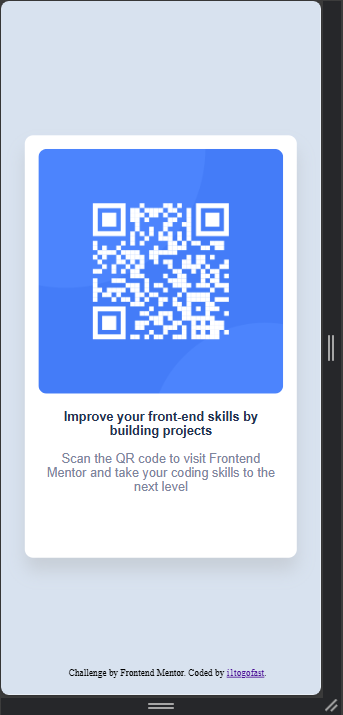 Improve your front-end skills by
building projects
Scan the QR code to visit Frontend
Mentor and take your coding skills to the
next level
Challenge by Frontend Mentor. Coded by i1togofast.